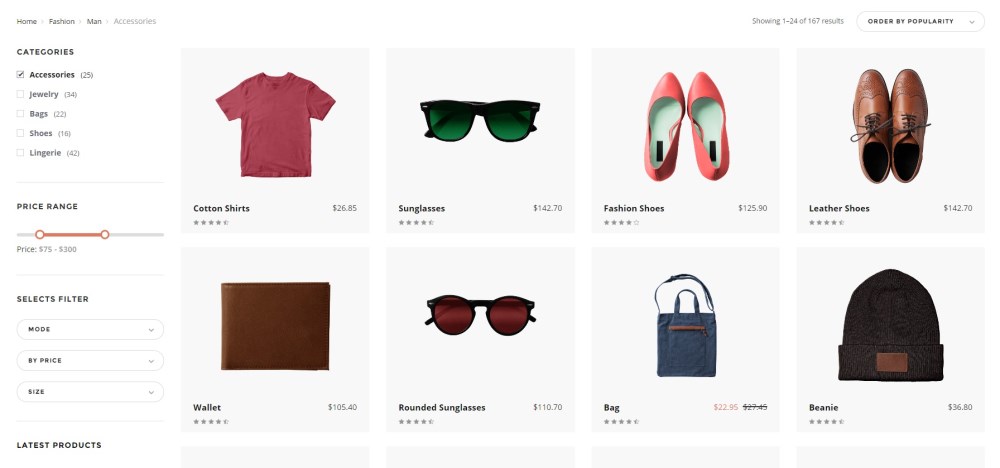 Home › Fashion › Man › Accessories
Showing 1–24 of 167 results
ORDER BY POPULARITY
CATEGORIES
Accessories (25)
Jewelry (34)
Bags (22)
Shoes (16)
Lingerie (42)
PRICE RANGE
Price: $75 - $300
SELECTS FILTER
MODE
BY PRICE
SIZE
LATEST PRODUCTS
Cotton Shirts $26.85
Sunglasses $142.70
Fashion Shoes $125.90
Leather Shoes $142.70
Wallet $105.40
Rounded Sunglasses $110.70
Bag $22.95 $27.45
Beanie $36.80